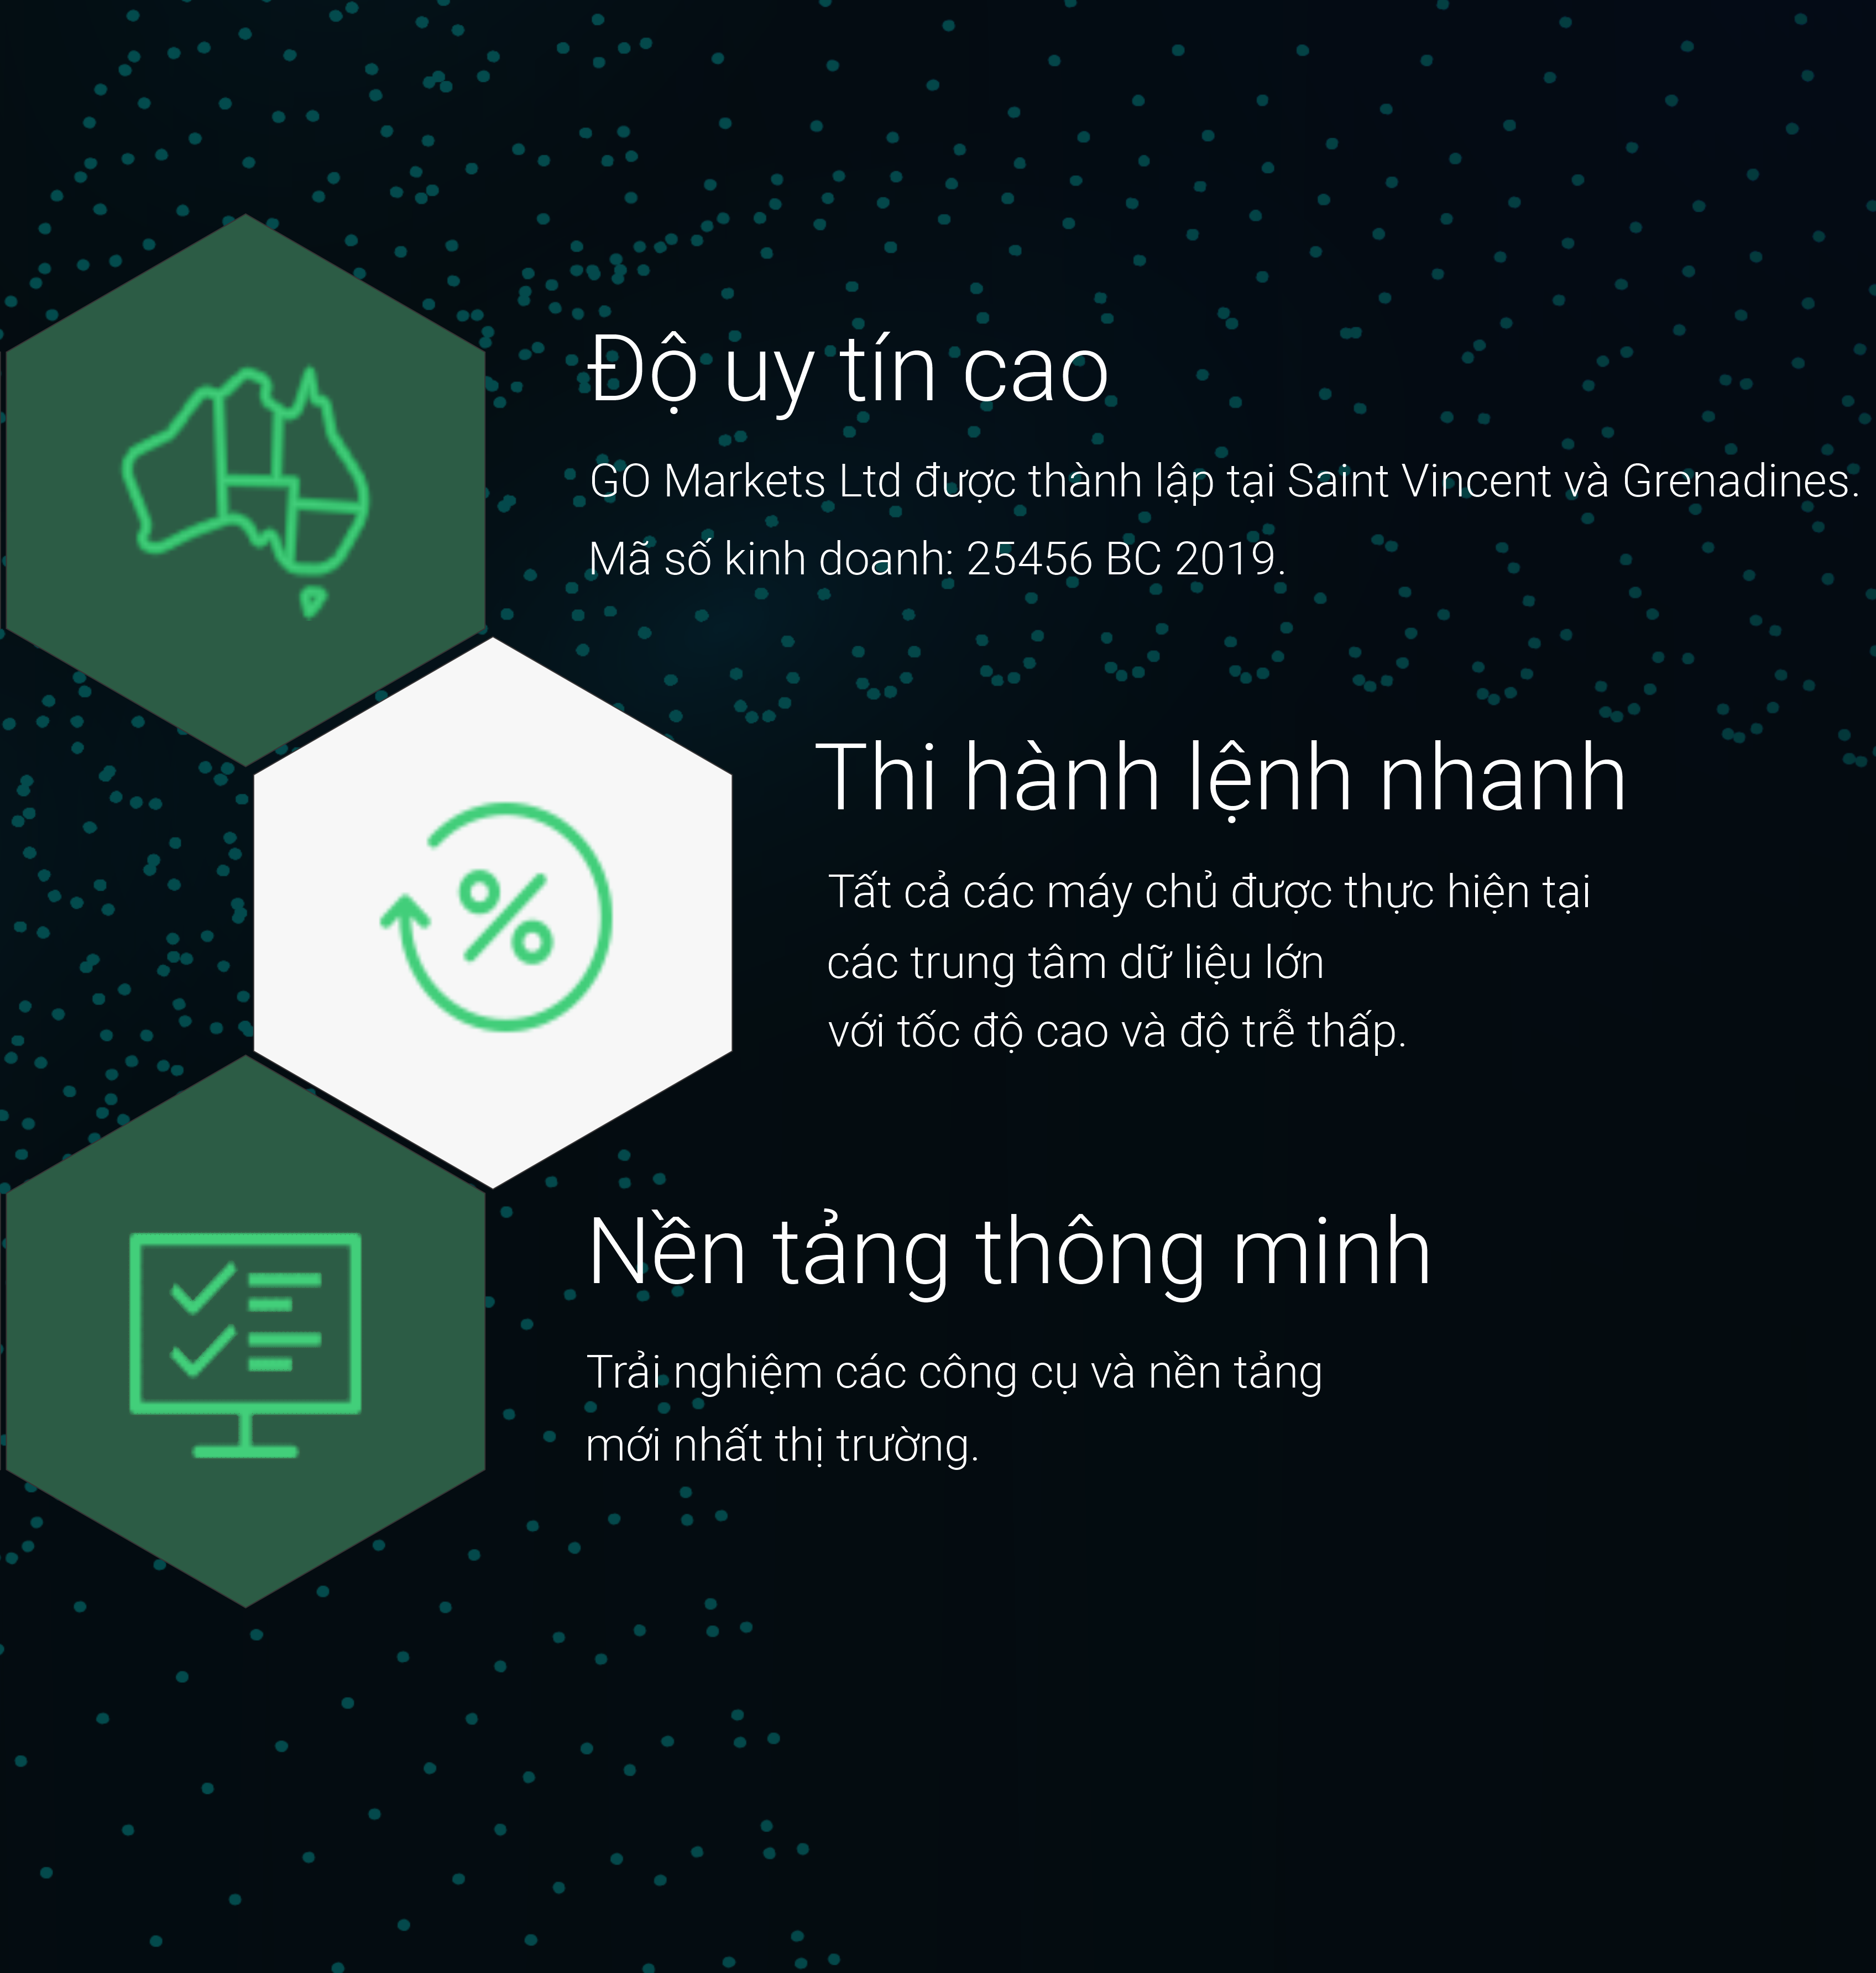 Độ uy tín cao
GO Markets Ltd được thành lập tại Saint Vincent và Grenadines.
Mã số kinh doanh: 25456 BC 2019.
%
Thi hành lệnh nhanh
Tất cả các máy chủ được thực hiện tại
các trung tâm dữ liệu lớn
với tốc độ cao và độ trễ thấp.
Nền tảng thông minh
Trải nghiệm các công cụ và nền tảng
mới nhất thị trường.